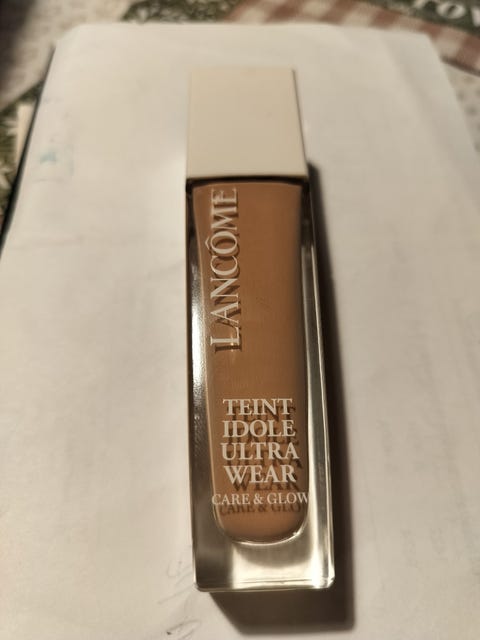 LANCÔME
TEINT
IDOLE
ULTRA
WEAR
CARE & GLOW